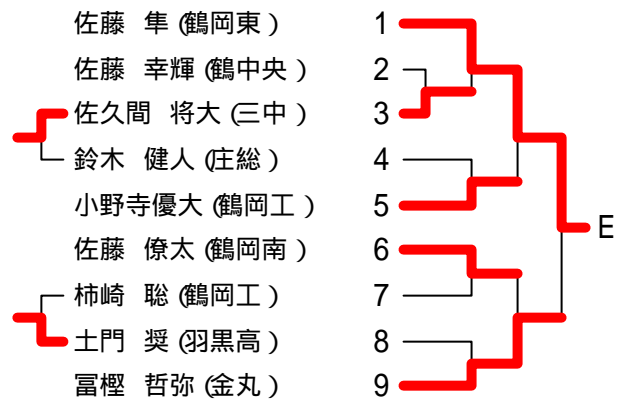 佐藤 隼 (鶴岡東) 1
佐藤 幸輝 (鶴中央) 2
佐久間 将大 (三中) 3
鈴木 健人 (庄総) 4
小野寺優大 (鶴岡工) 5
E
佐藤 僚太 (鶴岡南) 6
柿崎 聡 (鶴岡工) 7
土門 奨 (羽黒高) 8
冨樫 哲弥 (金丸) 9